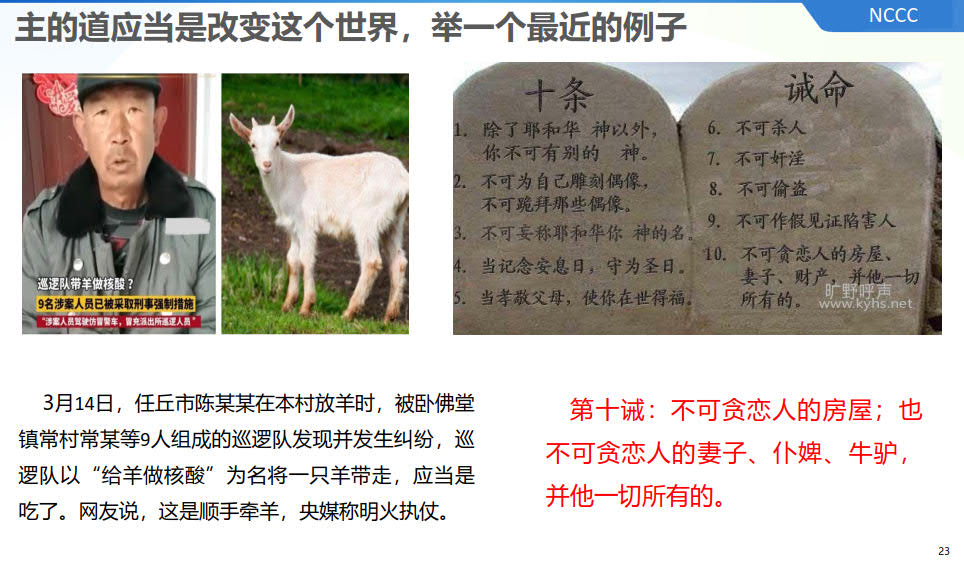 NCCC
主的道应当是改变这个世界，举一个最近的例子
巡逻队带羊做核酸？
9名涉案人员已被采取刑事强制措施
“涉案人员驾驶仿冒警车，冒充派出所巡逻人员”
十条
1. 除了耶和华 神以外，
你不可有别的 神。
2. 不可为自己雕刻偶像，
不可跪拜那些偶像。
3. 不可妄称耶和华你 神的名。
4. 当记念安息日，守为圣日。
5. 当孝敬父母，使你在世得福。
诫命
6. 不可杀人
7. 不可奸淫
8. 不可偷盗
9. 不可作假见证陷害人
10. 不可贪恋人的房屋、
妻子、财产，并他一切
所有的。
旷野呼声
www.kyhs.net
3月14日，任丘市陈某某在本村放羊时，被卧佛堂
镇常村常某等9人组成的巡逻队发现并发生纠纷，巡
逻队以“给羊做核酸”为名将一只羊带走，应当是
吃了。网友说，这是顺手牵羊，央媒称明火执仗。
第十诫：不可贪恋人的房屋；也
不可贪恋人的妻子、仆婢、牛驴，
并他一切所有的。
23